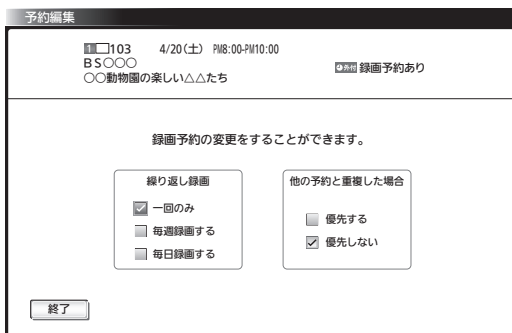 予約編集
1 103 4/20(土) PM8:00-PM10:00
BS〇〇〇
〇〇動物園の楽しい△△たち
外付 録画予約あり
録画予約の変更をすることができます。
繰り返し録画
一回のみ
毎週録画する
毎日録画する
他の予約と重複した場合
優先する
優先しない
終了